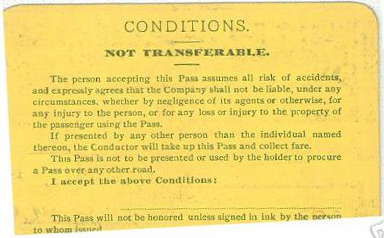 CONDITIONS.
NOT TRANSFERABLE.
The person accepting this Pass assumes all risk of accidents,
and expressly agrees that the Company shall not be liable, under any
circumstances, whether by negligence of its agents or otherwise, for
any injury to the person, or for any loss or injury to the property of
the passenger using the Pass.
If presented by any other person than the individual named
thereon, the Conductor will take up this Pass and collect fare.
This Pass is not to be presented or used by the holder to procure
a Pass over any other road.
I accept the above Conditions:
This Pass will not be honored unless signed in ink by the person
to whom issued